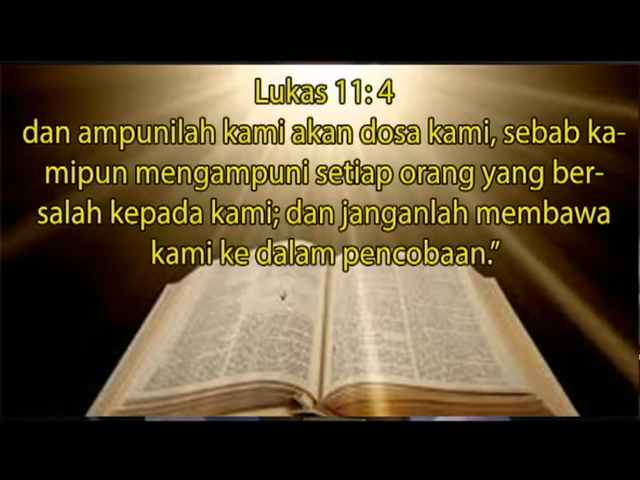 Lukas 11: 4
dan ampunilah kami akan dosa kami, sebab ka-
mipun mengampuni setiap orang yang ber-
salah kepada kami; dan janganlah membawa
kami ke dalam pencobaan.”